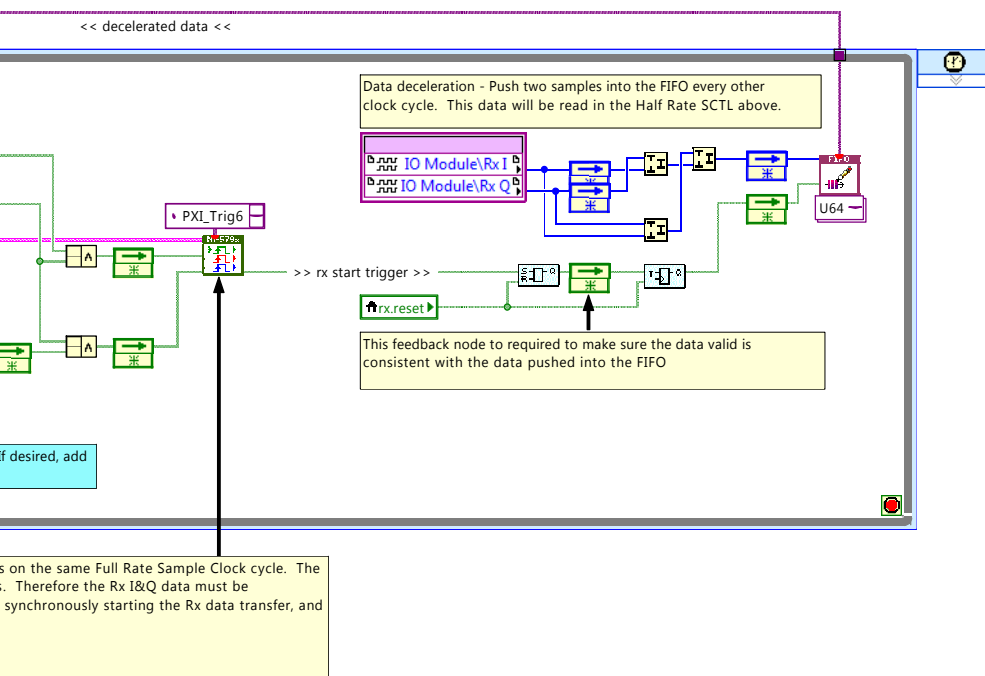 << decelerated data <<
Data deceleration - Push two samples into the FIFO every other
clock cycle.  This data will be read in the Half Rate SCTL above.
IO Module\Rx I
IO Module\Rx Q
FIFO
U64
PXI_Trig6
>> rx start trigger >>
rx.reset
This feedback node to required to make sure the data valid is
consistent with the data pushed into the FIFO
If desired, add
s on the same Full Rate Sample Clock cycle.  The
s.  Therefore the Rx I&Q data must be
synchronously starting the Rx data transfer, and